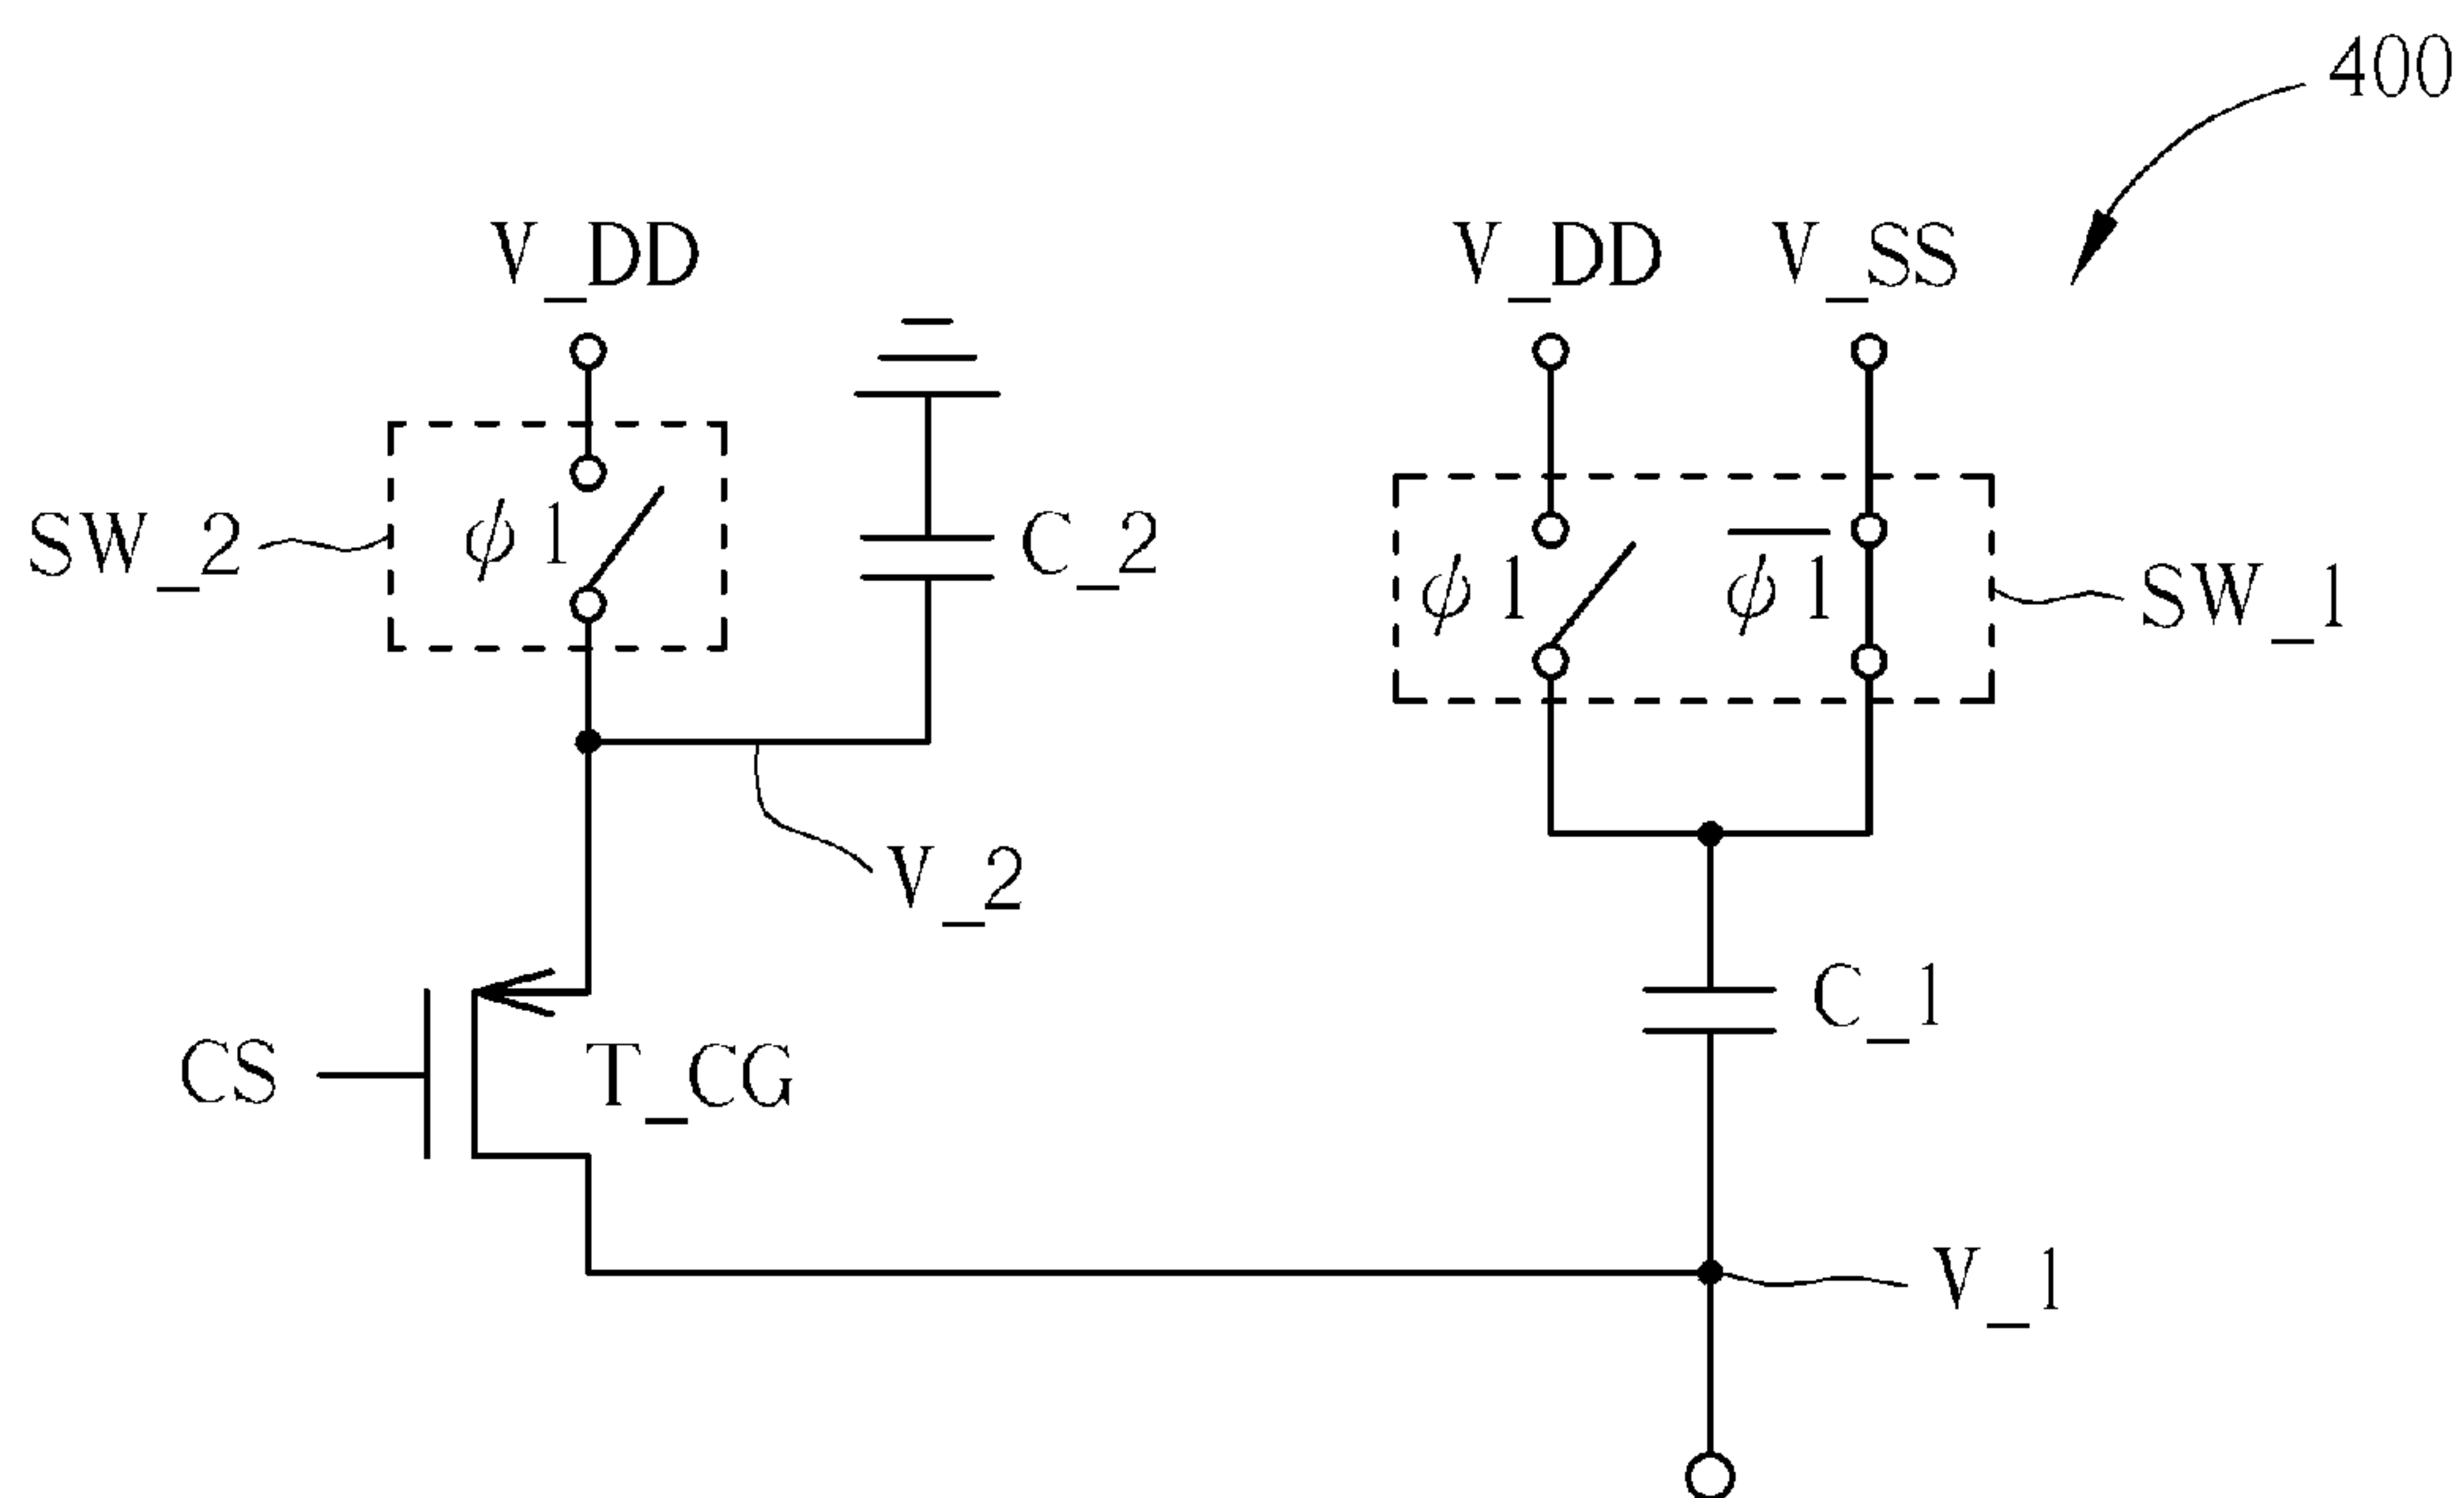 400
V_DD
V_DD
V_SS
SW_2
ϕ1
C_2
ϕ1
ϕ1̅
SW_1
V_2
C_1
CS
T_CG
V_1